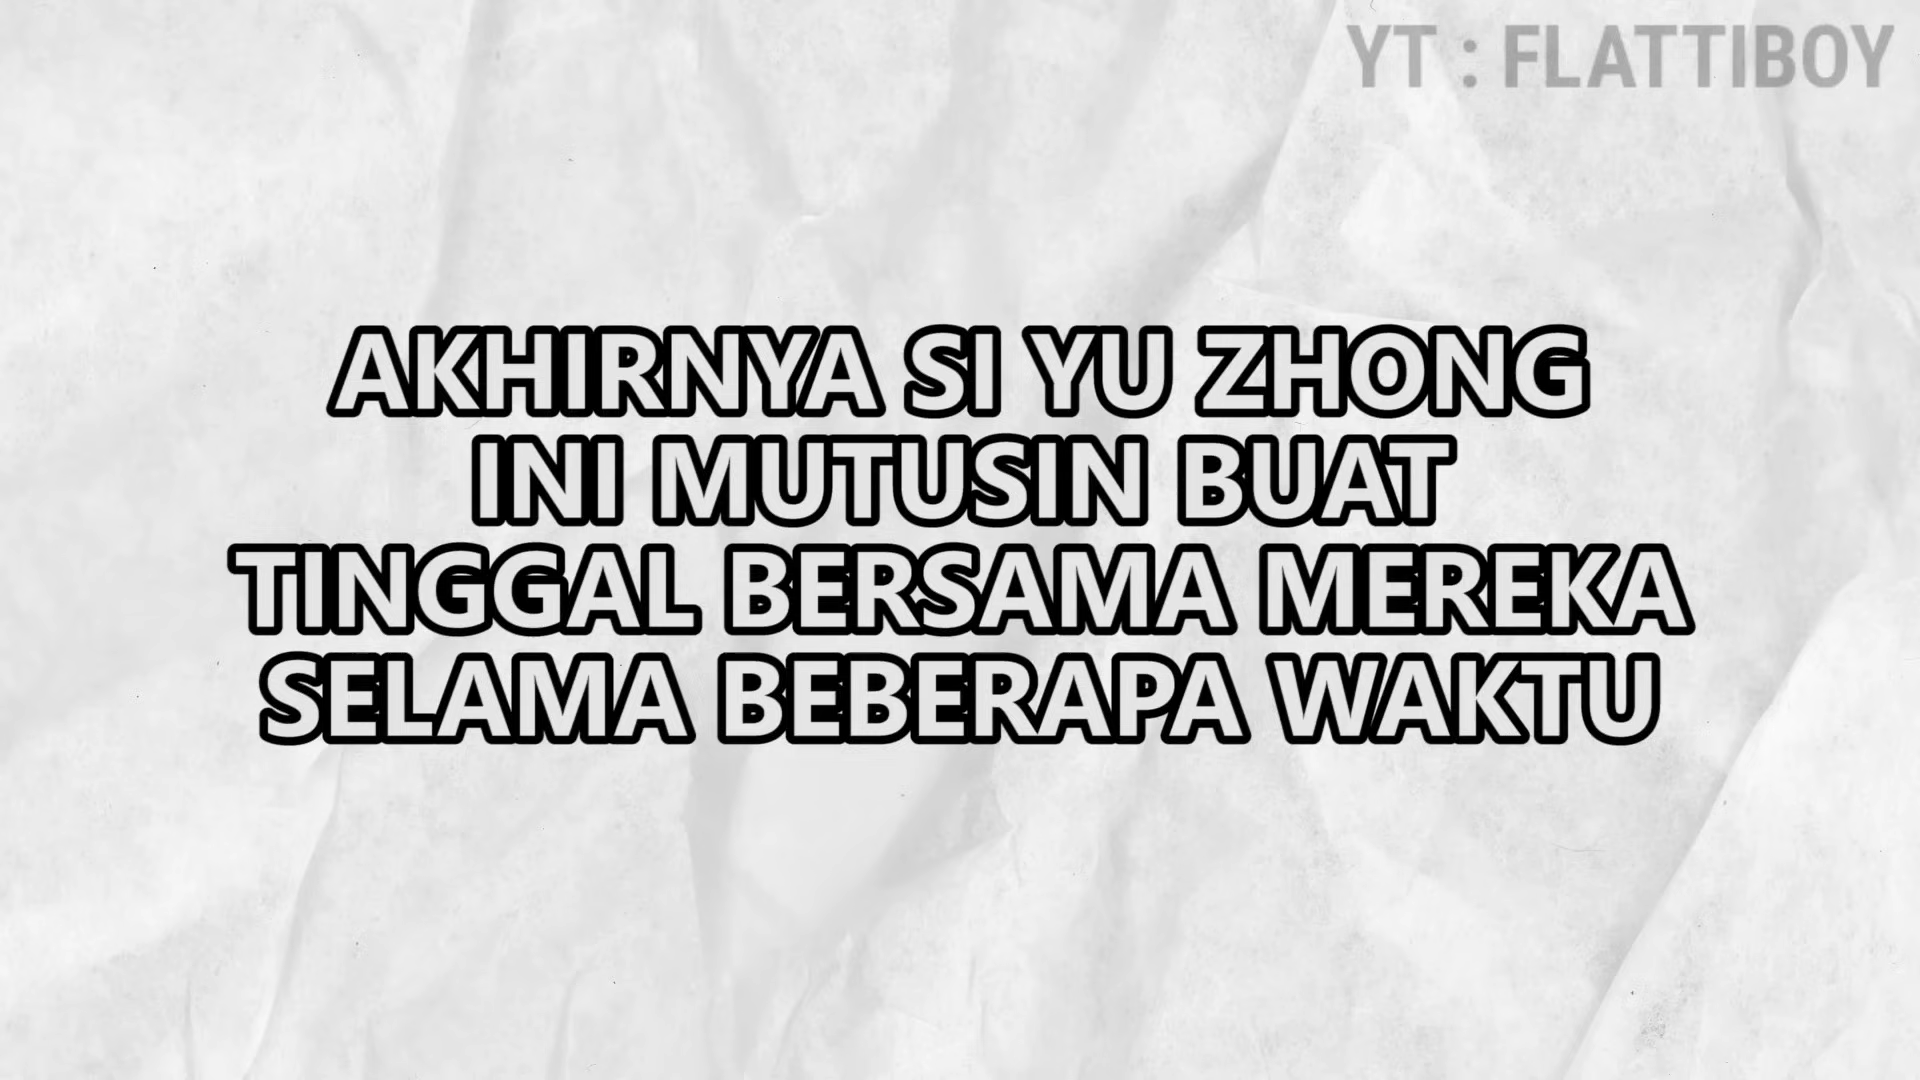 YT : FLATTIBOY
AKHIRNYA SI YU ZHONG
INI MUTUSIN BUAT
TINGGAL BERSAMA MEREKA
SELAMA BEBERAPA WAKTU